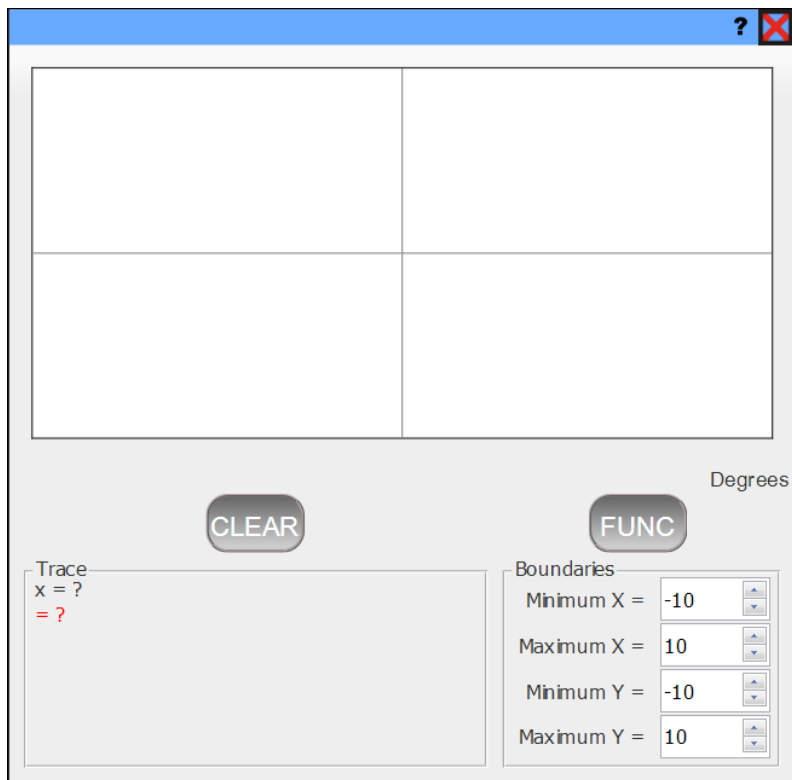 ?
Degrees
CLEAR
FUNC
Trace
x = ?
= ?
Boundaries
Minimum X = -10
Maximum X = 10
Minimum Y = -10
Maximum Y = 10